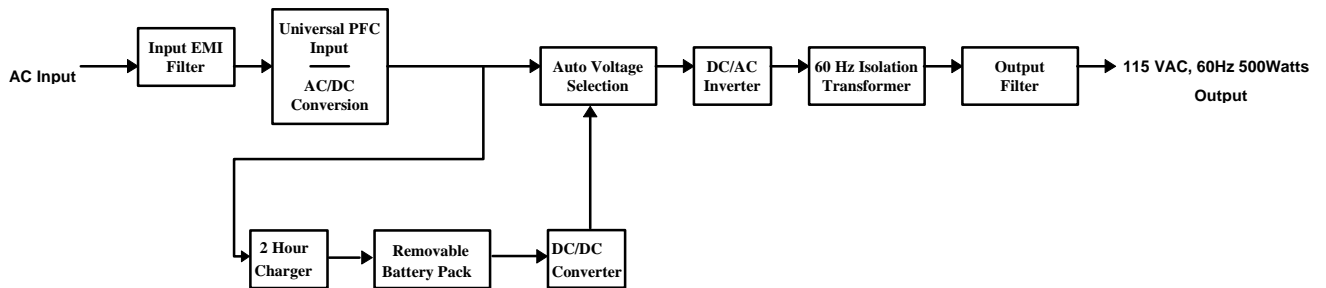 AC Input
Input EMI
Filter
Universal PFC
Input
AC/DC
Conversion
Auto Voltage
Selection
DC/AC
Inverter
60 Hz Isolation
Transformer
Output
Filter
115 VAC, 60Hz 500Watts
Output
2 Hour
Charger
Removable
Battery Pack
DC/DC
Converter